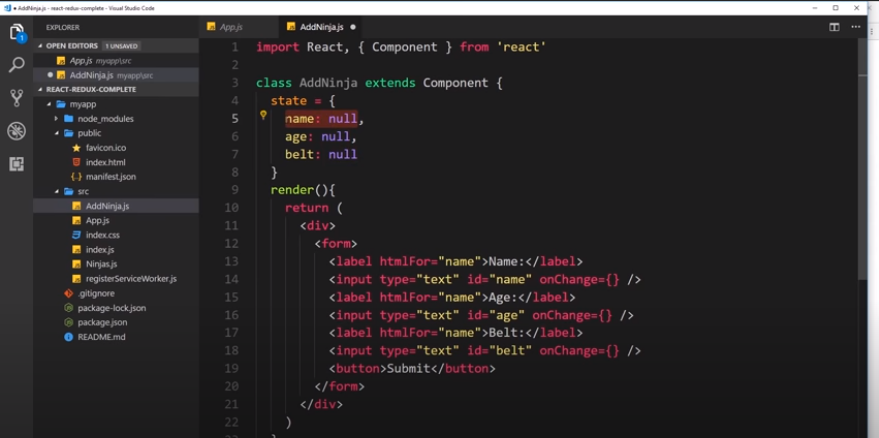 AddNinja.js - react-redux-complete - Visual Studio Code
EXPLORER
OPEN EDITORS 1 UNSAVED
App.js myapp\src
AddNinja.js myapp\src
REACT-REDUX-COMPLETE
myapp
node_modules
public
favicon.ico
index.html
{..} manifest.json
src
AddNinja.js
App.js
index.css
index.js
Ninjas.js
registerServiceWorker.js
.gitignore
package-lock.json
package.json
README.md
App.js AddNinja.js
1 import React, { Component } from 'react'
2
3 class AddNinja extends Component {
4 state = {
5 name: null,
6 age: null,
7 belt: null
8 }
9 render(){
10 return (
11 <div>
12 <form>
13 <label htmlFor="name">Name:</label>
14 <input type="text" id="name" onChange={} />
15 <label htmlFor="name">Age:</label>
16 <input type="text" id="age" onChange={} />
17 <label htmlFor="name">Belt:</label>
18 <input type="text" id="belt" onChange={} />
19 <button>Submit</button>
20 </form>
21 </div>
22 )